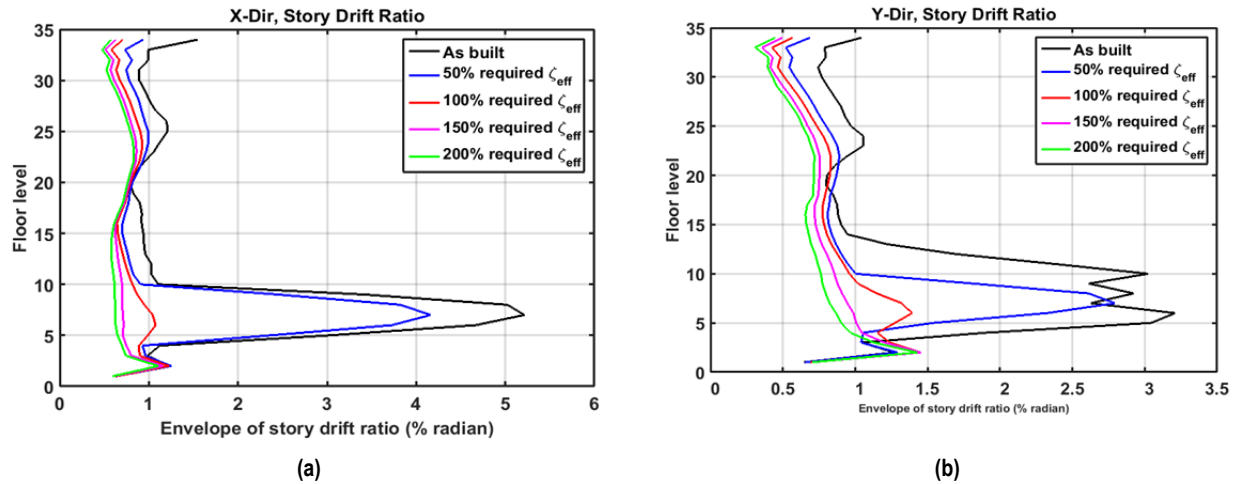 X-Dir, Story Drift Ratio
35
30
25
20
15
10
5
0
Floor level
As built
50% required ζeff
100% required ζeff
150% required ζeff
200% required ζeff
0 1 2 3 4 5 6
Envelope of story drift ratio (% radian)
(a)
Y-Dir, Story Drift Ratio
35
30
25
20
15
10
5
0
Floor level
As built
50% required ζeff
100% required ζeff
150% required ζeff
200% required ζeff
0 0.5 1 1.5 2 2.5 3 3.5
Envelope of story drift ratio (% radian)
(b)